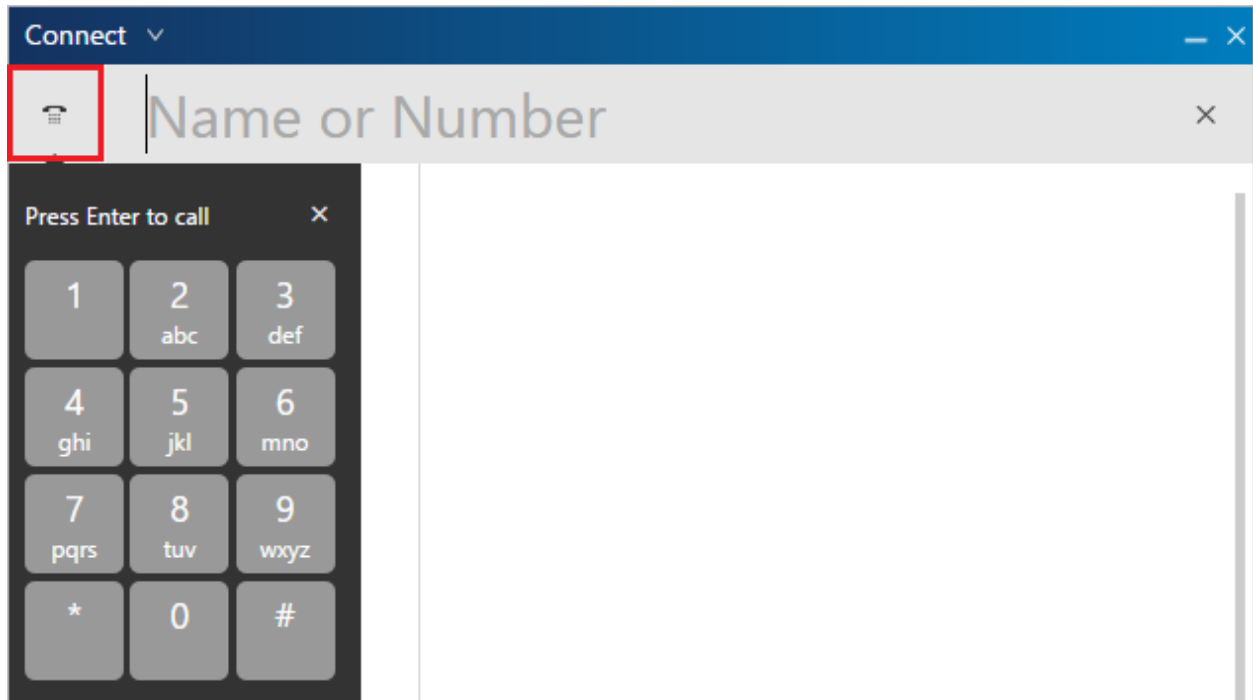 Connect
Name or Number
Press Enter to call
1 2 3
abc def
4 5 6
ghi jkl mno
7 8 9
pqrs tuv wxyz
* 0 #